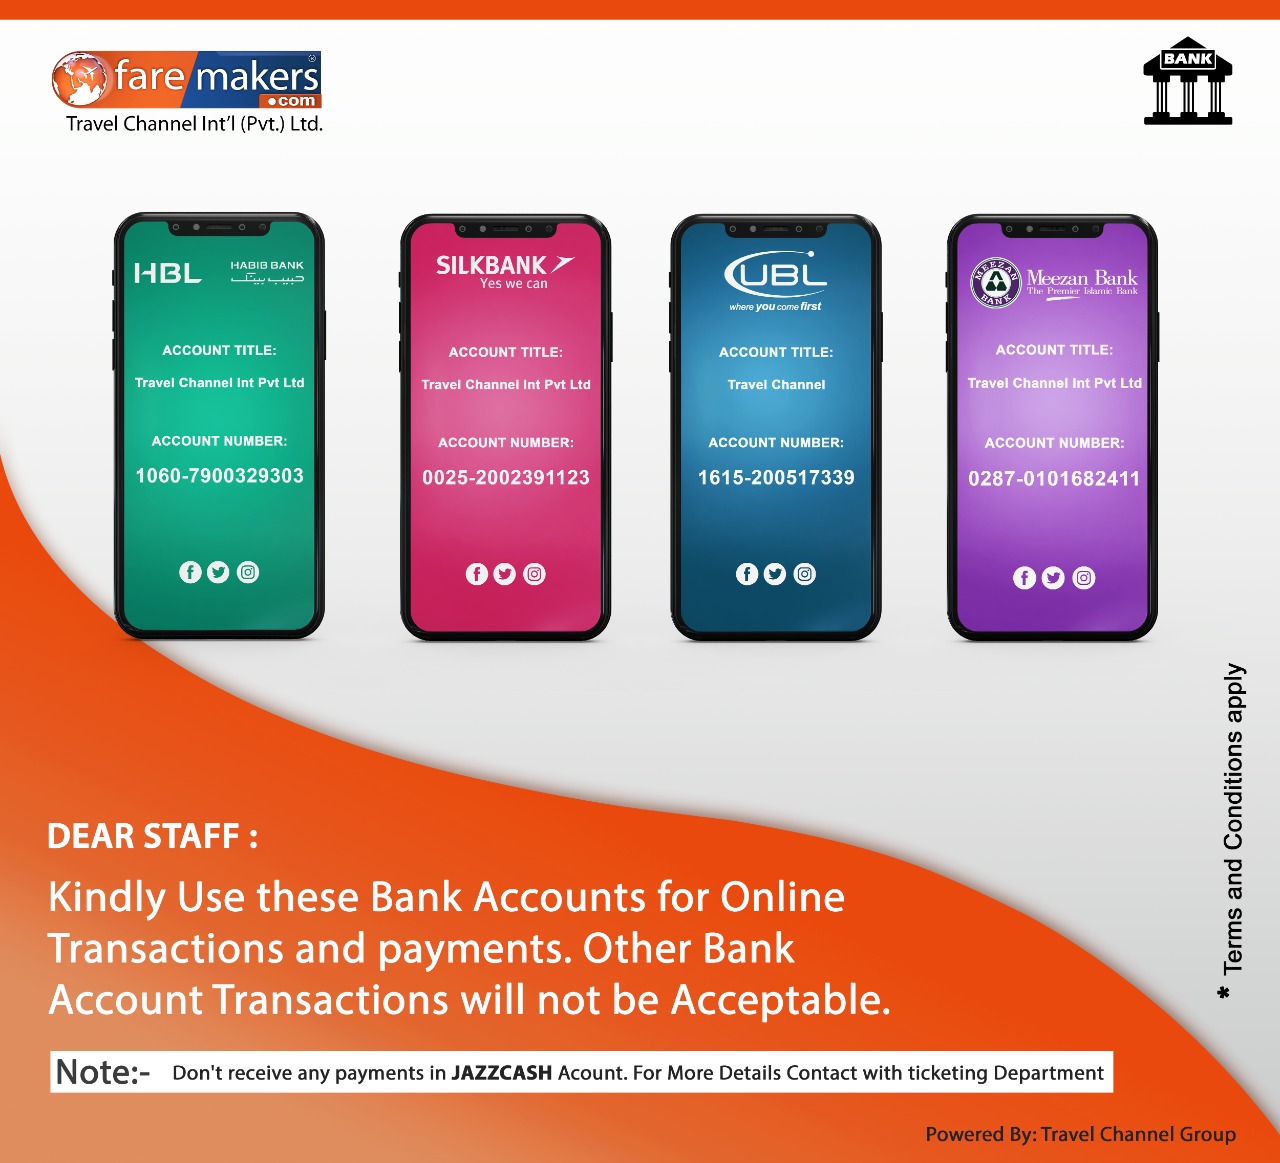 fare makers
.com
Travel Channel Int'l (Pvt.) Ltd.
BANK
HBL
HABIB BANK
حبیب بینک
ACCOUNT TITLE:
Travel Channel Int Pvt Ltd
ACCOUNT NUMBER:
1060-7900329303
SILKBANK
Yes we can
ACCOUNT TITLE:
Travel Channel Int Pvt Ltd
ACCOUNT NUMBER:
0025-2002391123
UBL
where you come first
ACCOUNT TITLE:
Travel Channel
ACCOUNT NUMBER:
1615-200517339
MEEZAN BANK
Meezan Bank
The Premier Islamic Bank
ACCOUNT TITLE:
Travel Channel Int Pvt Ltd
ACCOUNT NUMBER:
0287-0101682411
* Terms and Conditions apply
DEAR STAFF :
Kindly Use these Bank Accounts for Online
Transactions and payments. Other Bank
Account Transactions will not be Acceptable.
Note:- Don't receive any payments in JAZZCASH Acount. For More Details Contact with ticketing Department
Powered By: Travel Channel Group